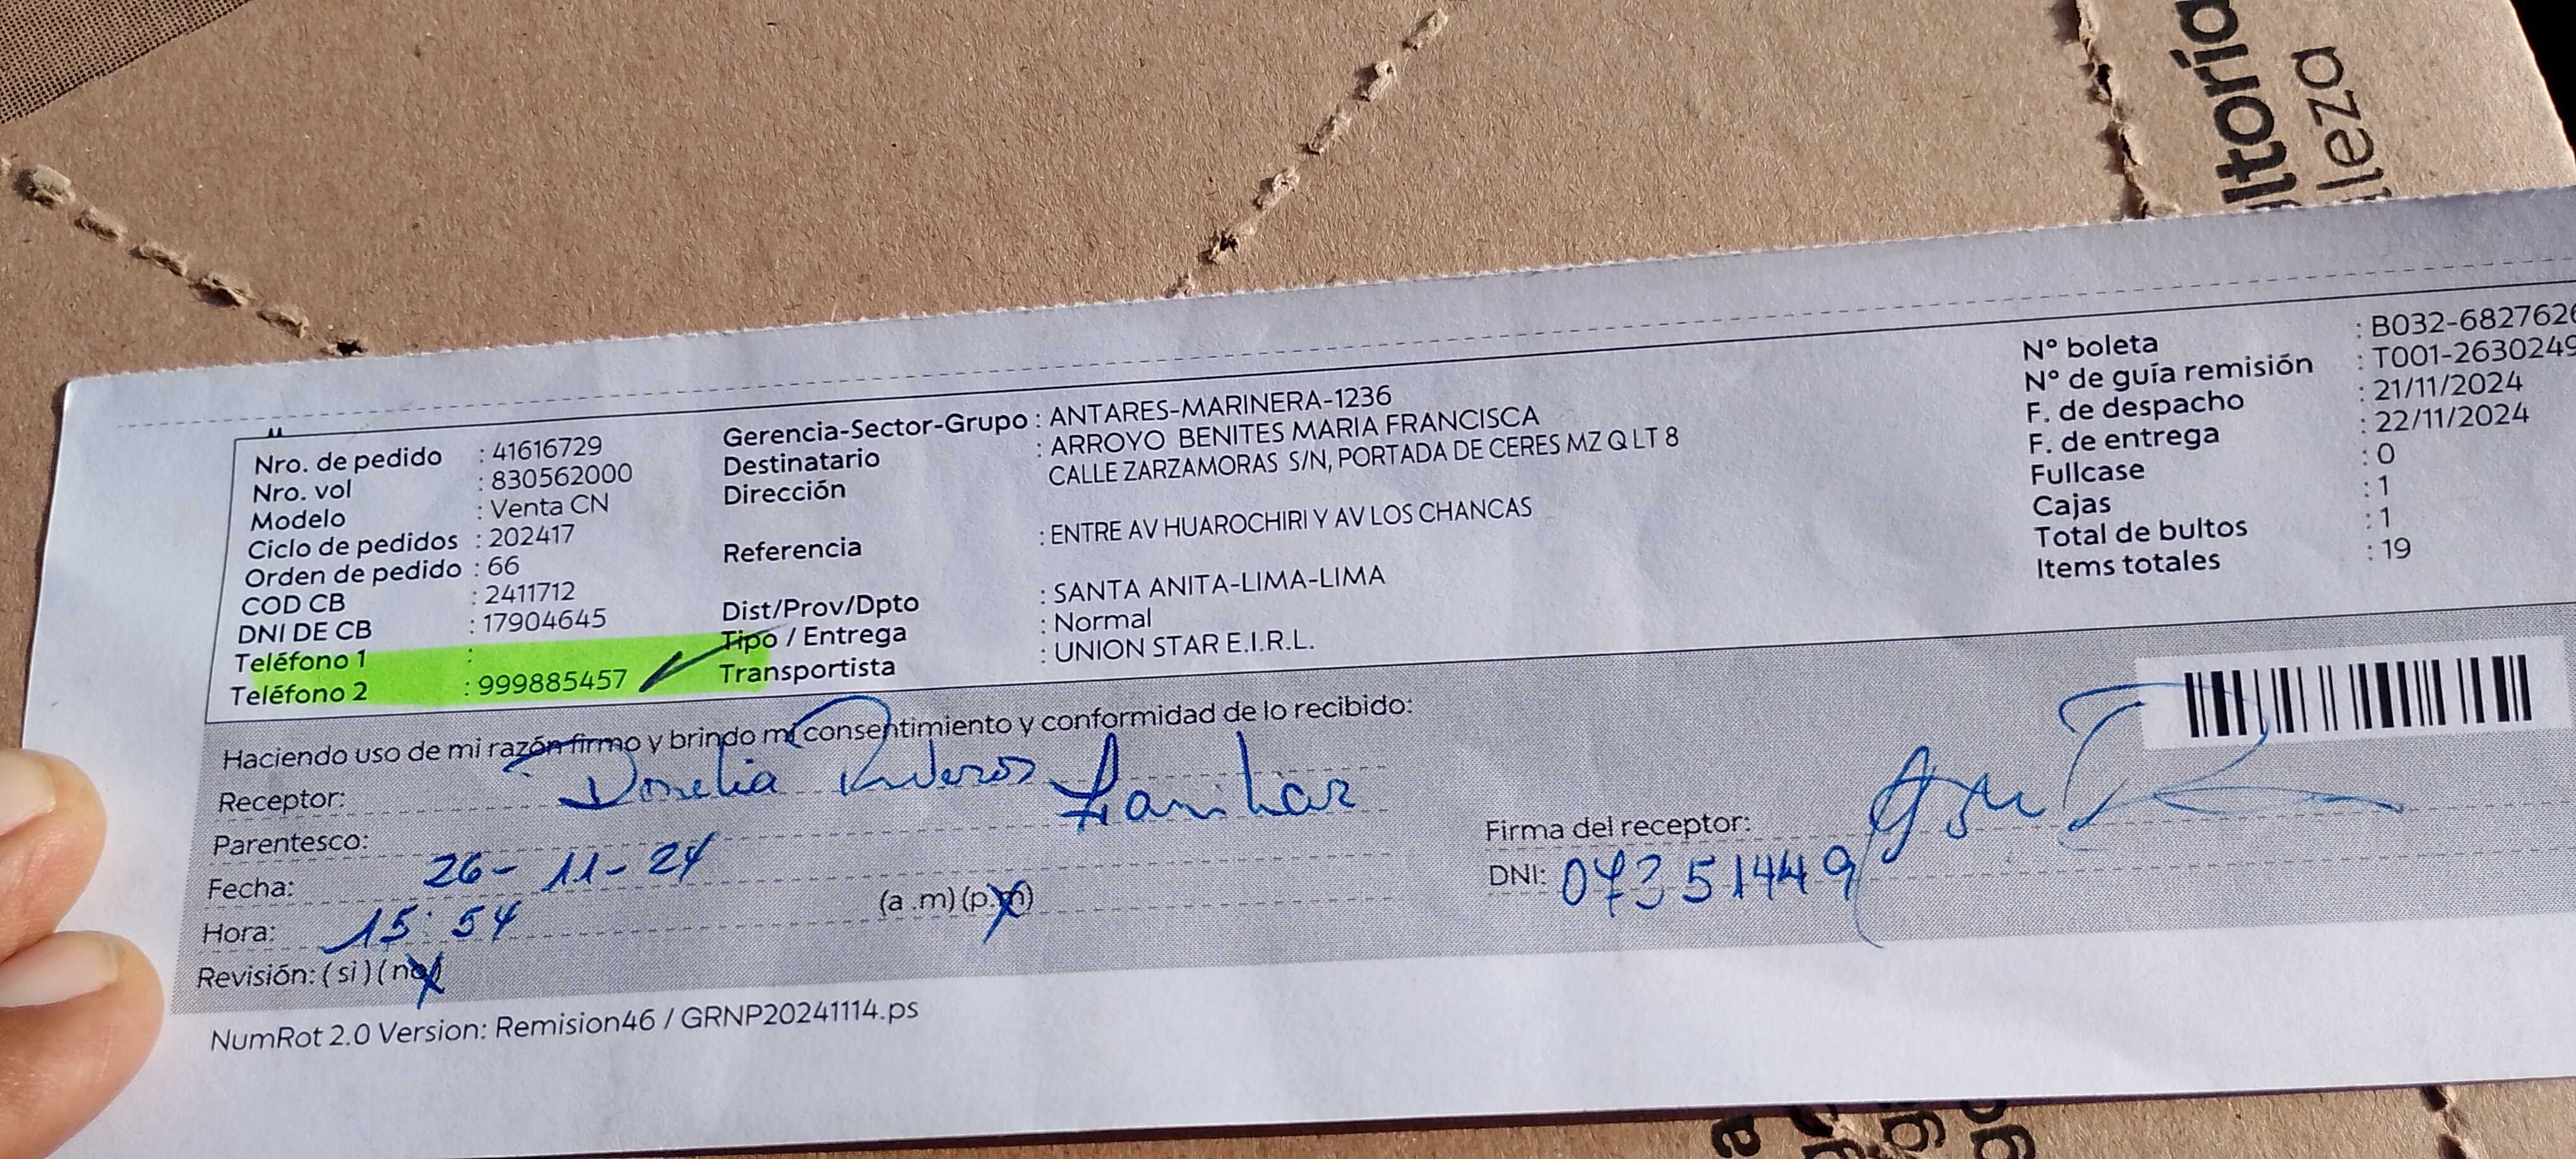 ltoria
lleza
Nro. de pedido : 41616729
Nro. vol : 830562000
Modelo : Venta CN
Ciclo de pedidos : 202417
Orden de pedido : 66
COD CB : 2411712
DNI DE CB : 17904645
Teléfono 1 :
Teléfono 2 : 999885457
Gerencia-Sector-Grupo : ANTARES-MARINERA-1236
Destinatario : ARROYO BENITES MARIA FRANCISCA
Dirección CALLE ZARZAMORAS S/N, PORTADA DE CERES MZ Q LT 8
Referencia : ENTRE AV HUAROCHIRI Y AV LOS CHANCAS
Dist/Prov/Dpto : SANTA ANITA-LIMA-LIMA
Tipo / Entrega : Normal
Transportista : UNION STAR E.I.R.L.
N° boleta : B032-6827626
N° de guía remisión : T001-2630249
F. de despacho : 21/11/2024
F. de entrega : 22/11/2024
Fullcase : 0
Cajas : 1
Total de bultos : 1
Items totales : 19
Haciendo uso de mi razón firmo y brindo mi consentimiento y conformidad de lo recibido:
Receptor:
Parentesco:
Fecha: 26-11-24
Hora: 15:54 (a .m) (p.m)
Revisión: ( sì ) ( no )
Firma del receptor:
DNI: 07351449
NumRot 2.0 Version: Remision46 / GRNP20241114.ps